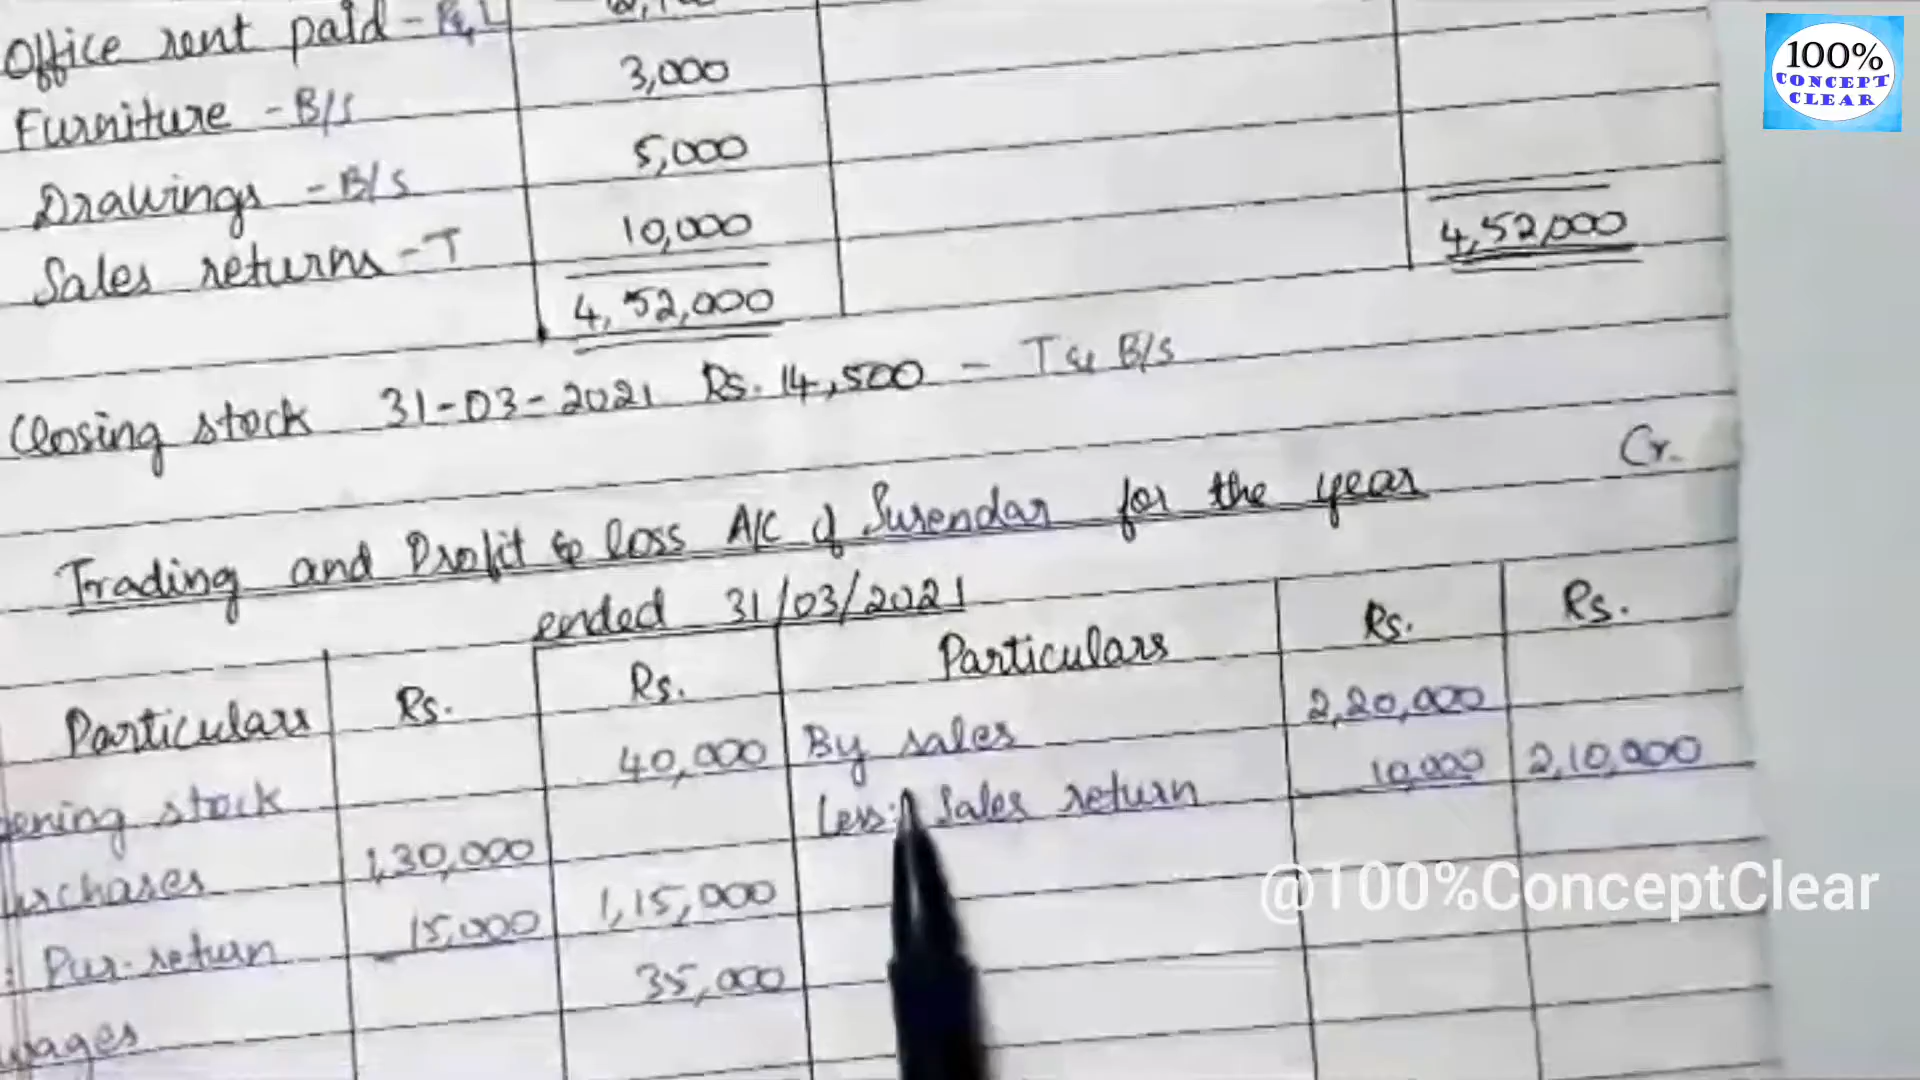 Office rent paid -
Furniture - B/S 3,000
Drawings - B/S 5,000
Sales returns - T 10,000
4,52,000 4,52,000
Closing stock 31-03-2021 Rs. 14,500 - T & B/S
Cr.
Trading and Profit & loss A/C of Surendar for the year
ended 31/03/2021
Particulars Rs. Rs. Particulars Rs. Rs.
ening stock 40,000 By sales 2,20,000
urchases 1,30,000 Less: Sales return 10,000 2,10,000
: Pur. return 15,000 1,15,000
wages 35,000
100%
CONCEPT
CLEAR
@100%ConceptClear